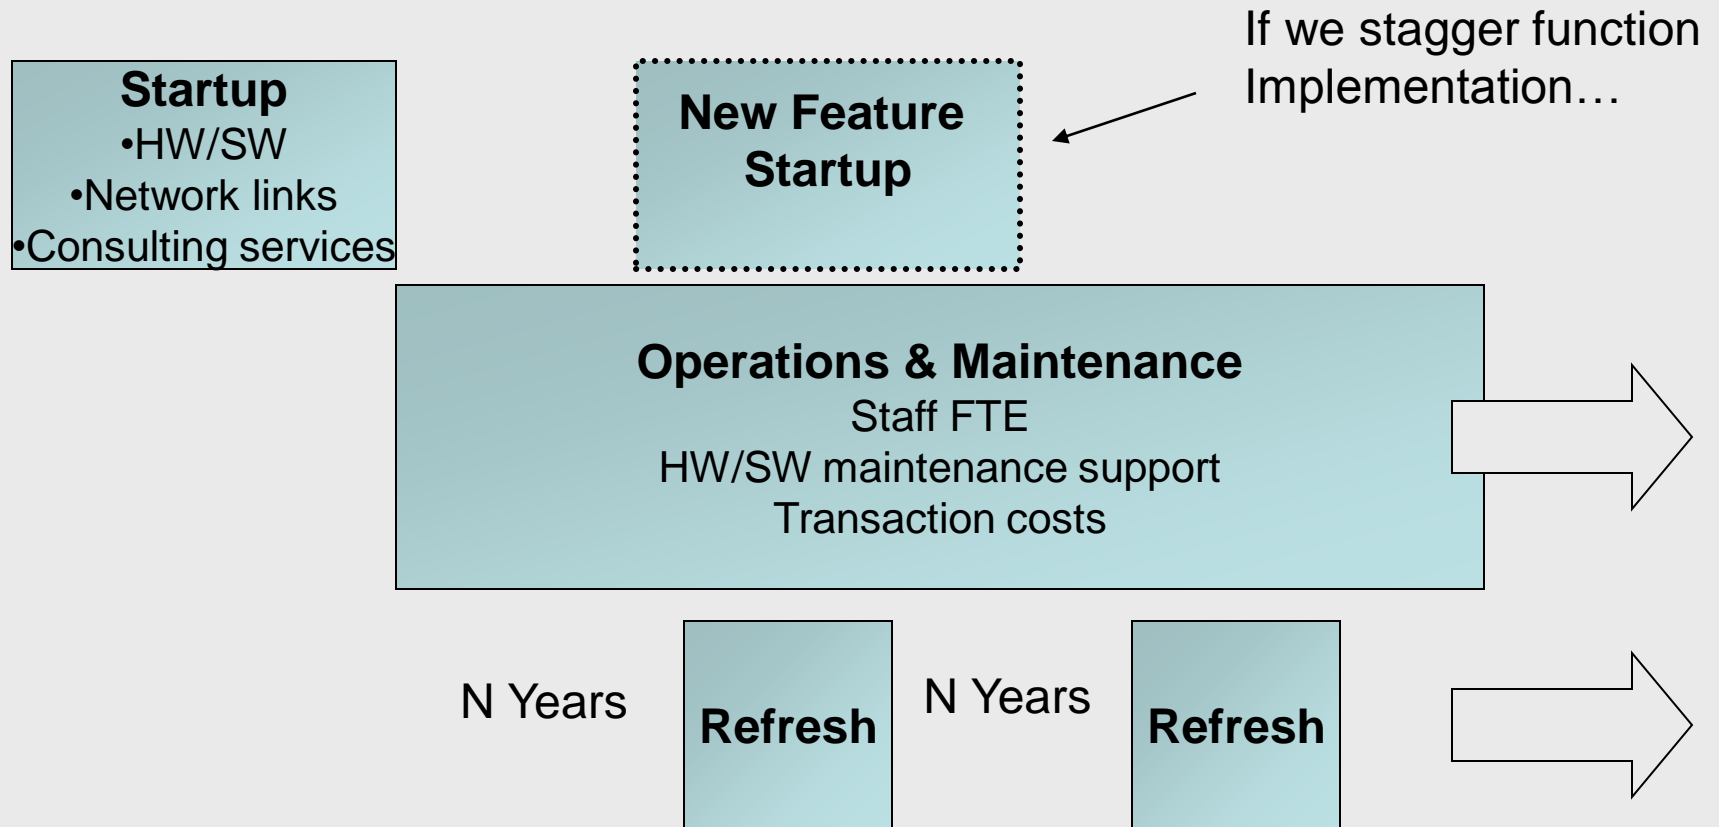 If we stagger function
Implementation…
Startup
•HW/SW
•Network links
•Consulting services
New Feature
Startup
Operations & Maintenance
Staff FTE
HW/SW maintenance support
Transaction costs
N Years
Refresh
N Years
Refresh